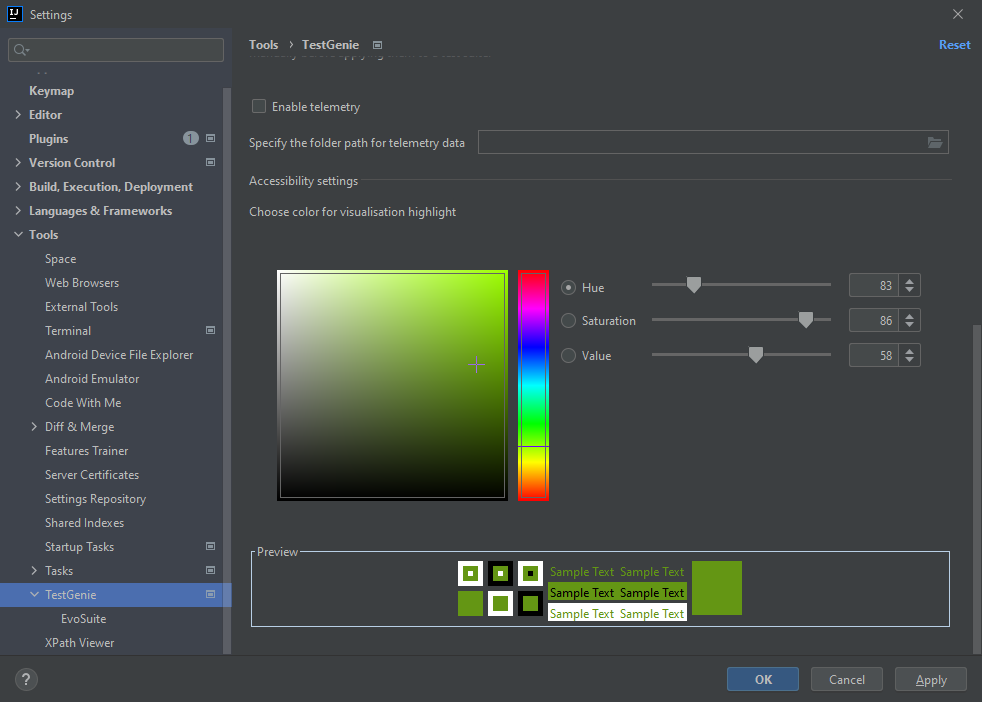 IJ
Settings
Tools › TestGenie
Reset
Keymap
Editor
Plugins 1
Version Control
Build, Execution, Deployment
Languages & Frameworks
Tools
Space
Web Browsers
External Tools
Terminal
Android Device File Explorer
Android Emulator
Code With Me
Diff & Merge
Features Trainer
Server Certificates
Settings Repository
Shared Indexes
Startup Tasks
Tasks
TestGenie
EvoSuite
XPath Viewer
Enable telemetry
Specify the folder path for telemetry data
Accessibility settings
Choose color for visualisation highlight
Hue 83
Saturation 86
Value 58
Preview
Sample Text Sample Text
Sample Text Sample Text
Sample Text Sample Text
?
OK
Cancel
Apply